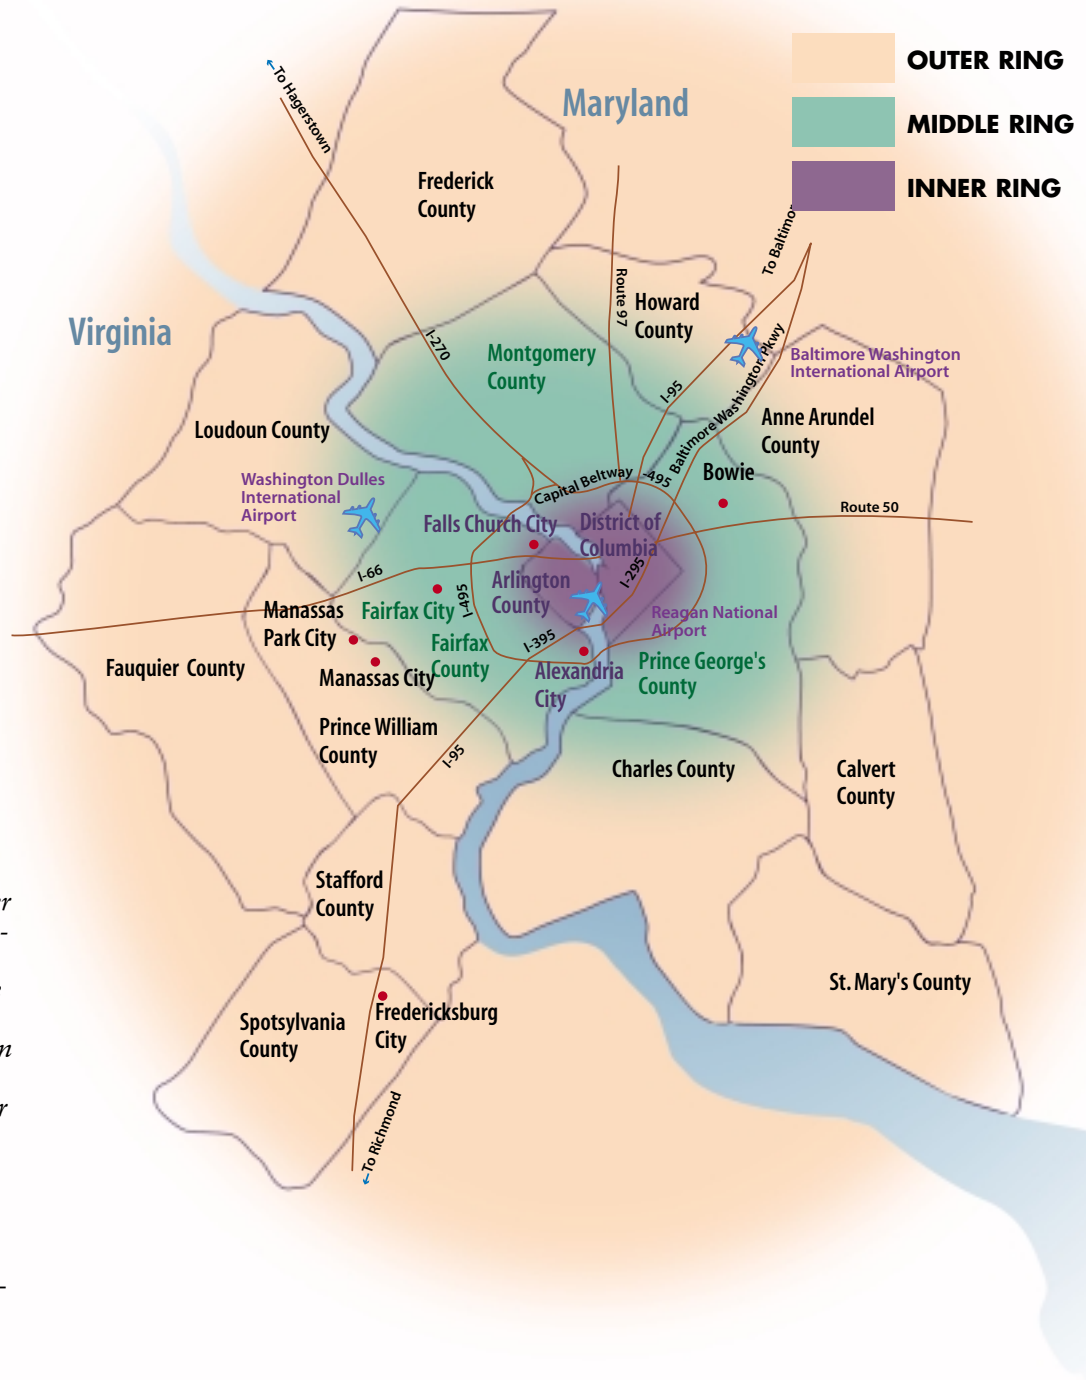 OUTER RING
MIDDLE RING
INNER RING
To Hagerstown
Maryland
Frederick
County
To Baltimor
Route 97
Howard
County
Virginia
I-270
Montgomery
County
Baltimore Washington
International Airport
I-95
Baltimore Washington Pkwy
Anne Arundel
County
Loudoun County
Bowie
Washington Dulles
International
Airport
Capital Beltway
-495
Route 50
Falls Church City
District of
Columbia
I-66
I-295
Arlington
County
I-495
Manassas
Park City
Fairfax City
Reagan National
Airport
I-395
Fairfax
County
Fauquier County
Manassas City
Alexandria
City
Prince George's
County
Prince William
County
I-95
Charles County
Calvert
County
Stafford
County
r
-
n
r
St. Mary's County
Spotsylvania
County
Fredericksburg
City
To Richmond
–